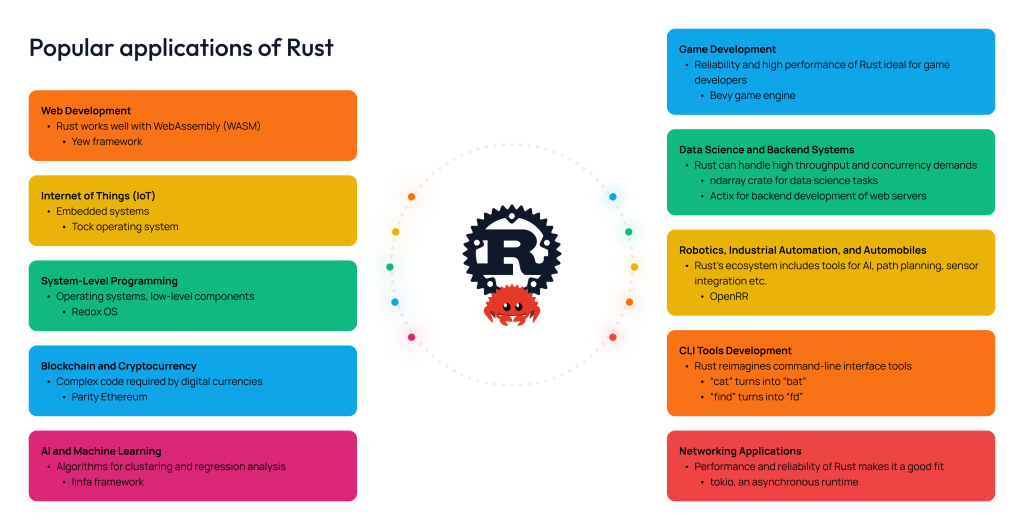 Popular applications of Rust
Web Development
• Rust works well with WebAssembly (WASM)
• Yew framework
Internet of Things (IoT)
• Embedded systems
• Tock operating system
System-Level Programming
• Operating systems, low-level components
• Redox OS
Blockchain and Cryptocurrency
• Complex code required by digital currencies
• Parity Ethereum
AI and Machine Learning
• Algorithms for clustering and regression analysis
• linfa framework
R
Game Development
• Reliability and high performance of Rust ideal for game
developers
• Bevy game engine
Data Science and Backend Systems
• Rust can handle high throughput and concurrency demands
• ndarray crate for data science tasks
• Actix for backend development of web servers
Robotics, Industrial Automation, and Automobiles
• Rust’s ecosystem includes tools for AI, path planning, sensor
integration etc.
• OpenRR
CLI Tools Development
• Rust reimagines command-line interface tools
• “cat” turns into “bat”
• “find” turns into “fd”
Networking Applications
• Performance and reliability of Rust makes it a good fit
• tokio, an asynchronous runtime